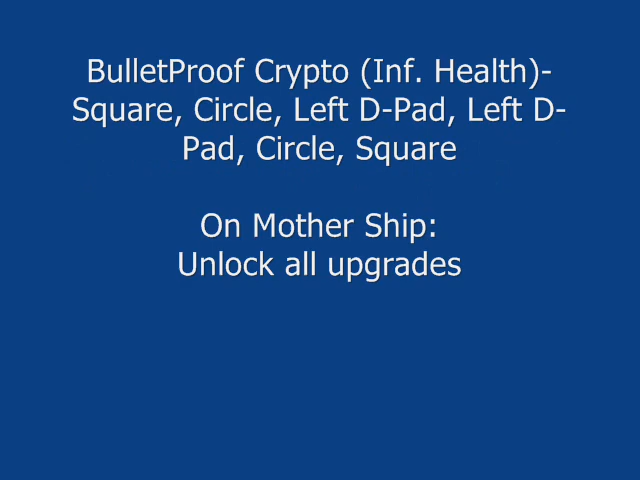 BulletProof Crypto (Inf. Health)-
Square, Circle, Left D-Pad, Left D-
Pad, Circle, Square
On Mother Ship:
Unlock all upgrades